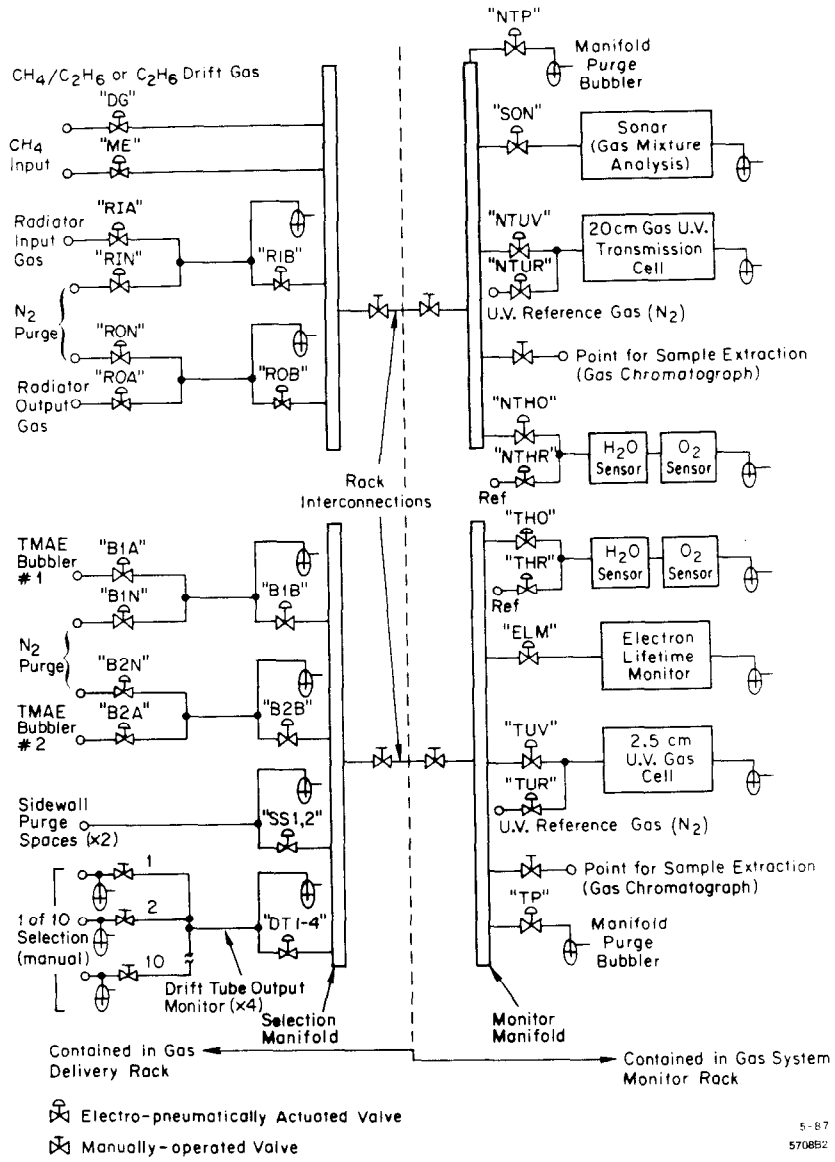 "NTP"
Manifold
Purge
Bubbler
CH4/C2H6 or C2H6 Drift Gas
"DG"
CH4
Input
"ME"
"SON"
Sonar
(Gas Mixture
Analysis)
Radiator
Input
Gas
"RIA"
"RIN"
"RIB"
N2
Purge
"RON"
"ROA"
"ROB"
Radiator
Output
Gas
"NTUV"
"NTUR"
20cm Gas U.V.
Transmission
Cell
U.V. Reference Gas (N2)
Point for Sample Extraction
(Gas Chromatograph)
"NTHO"
"NTHR"
Ref
H2O
Sensor
O2
Sensor
Rack
Interconnections
TMAE
Bubbler
#1
"B1A"
"B1N"
"B1B"
N2
Purge
"B2N"
"B2A"
"B2B"
TMAE
Bubbler
#2
"THO"
"THR"
Ref
H2O
Sensor
O2
Sensor
"ELM"
Electron
Lifetime
Monitor
"TUV"
"TUR"
2.5 cm
U.V. Gas
Cell
U.V. Reference Gas (N2)
Sidewall
Purge
Spaces (x2)
"SS1,2"
1 of 10
Selection
(manual)
1
2
10
"DT1-4"
Drift Tube Output
Monitor (x4)
Point for Sample Extraction
(Gas Chromatograph)
"TP"
Manifold
Purge
Bubbler
Selection
Manifold
Monitor
Manifold
Contained in Gas
Delivery Rack
Contained in Gas System
Monitor Rack
Electro-pneumatically Actuated Valve
Manually-operated Valve
5-87
5708B2